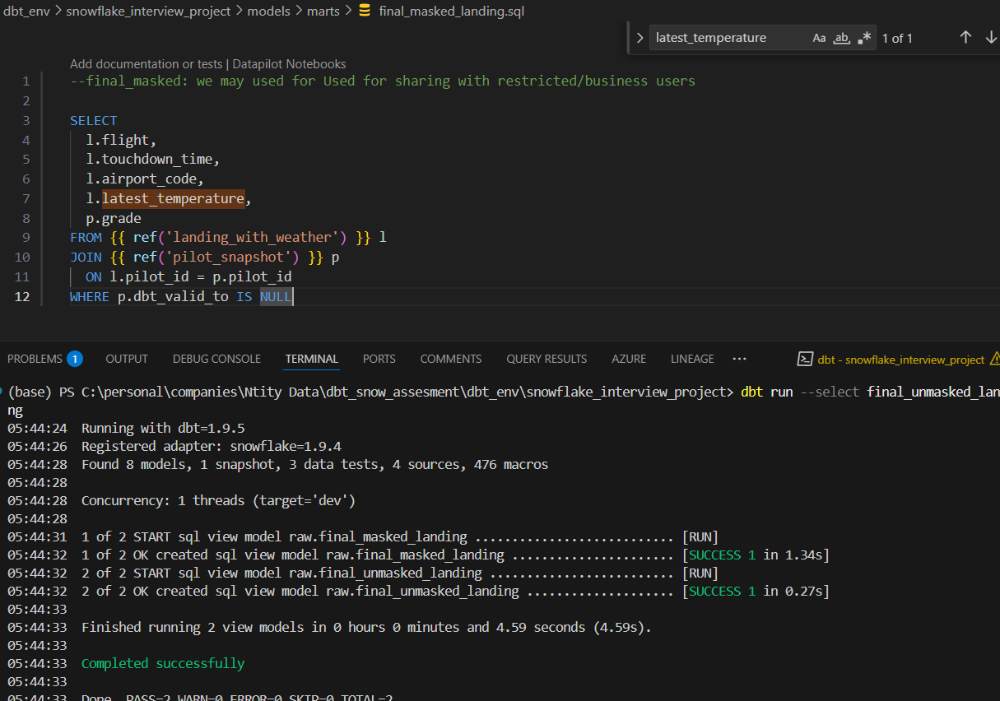 dbt_env > snowflake_interview_project > models > marts > final_masked_landing.sql
latest_temperature Aa ab .* 1 of 1
Add documentation or tests | Datapilot Notebooks
1 --final_masked: we may used for Used for sharing with restricted/business users
2
3 SELECT
4 l.flight,
5 l.touchdown_time,
6 l.airport_code,
7 l.latest_temperature,
8 p.grade
9 FROM {{ ref('landing_with_weather') }} l
10 JOIN {{ ref('pilot_snapshot') }} p
11 ON l.pilot_id = p.pilot_id
12 WHERE p.dbt_valid_to IS NULL
PROBLEMS 1 OUTPUT DEBUG CONSOLE TERMINAL PORTS COMMENTS QUERY RESULTS AZURE LINEAGE ··· dbt - snowflake_interview_project
(base) PS C:\personal\companies\Ntity Data\dbt_snow_assesment\dbt_env\snowflake_interview_project> dbt run --select final_unmasked_lan
ng
05:44:24 Running with dbt=1.9.5
05:44:26 Registered adapter: snowflake=1.9.4
05:44:28 Found 8 models, 1 snapshot, 3 data tests, 4 sources, 476 macros
05:44:28
05:44:28 Concurrency: 1 threads (target='dev')
05:44:28
05:44:31 1 of 2 START sql view model raw.final_masked_landing ........................... [RUN]
05:44:32 1 of 2 OK created sql view model raw.final_masked_landing ...................... [SUCCESS 1 in 1.34s]
05:44:32 2 of 2 START sql view model raw.final_unmasked_landing ......................... [RUN]
05:44:32 2 of 2 OK created sql view model raw.final_unmasked_landing .................... [SUCCESS 1 in 0.27s]
05:44:33
05:44:33 Finished running 2 view models in 0 hours 0 minutes and 4.59 seconds (4.59s).
05:44:33
05:44:33 Completed successfully
05:44:33
05:44:33 Done. PASS=2 WARN=0 ERROR=0 SKIP=0 TOTAL=2